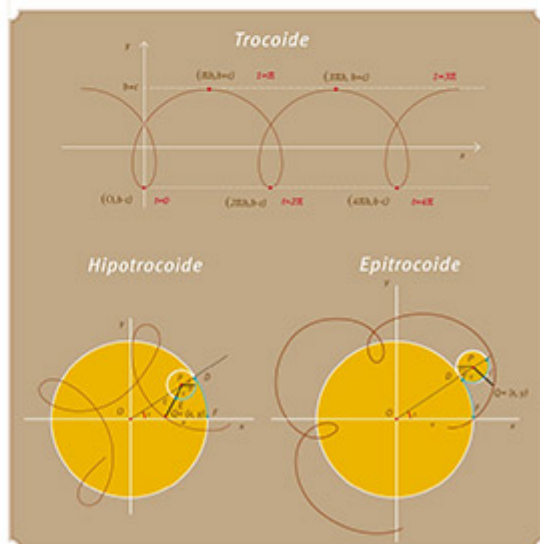 Trocoide
y
b+c
(πb, b+c) t=π (3πb, b+c) t=3π
x
(0, b-c) t=0 (2πb, b-c) t=2π (4πb, b-c) t=4π
Hipotrocoide
Epitrocoide
y
y
P
D
Q=(x, y)
F
O
x
P
D
Q=(x, y)
F
O
x